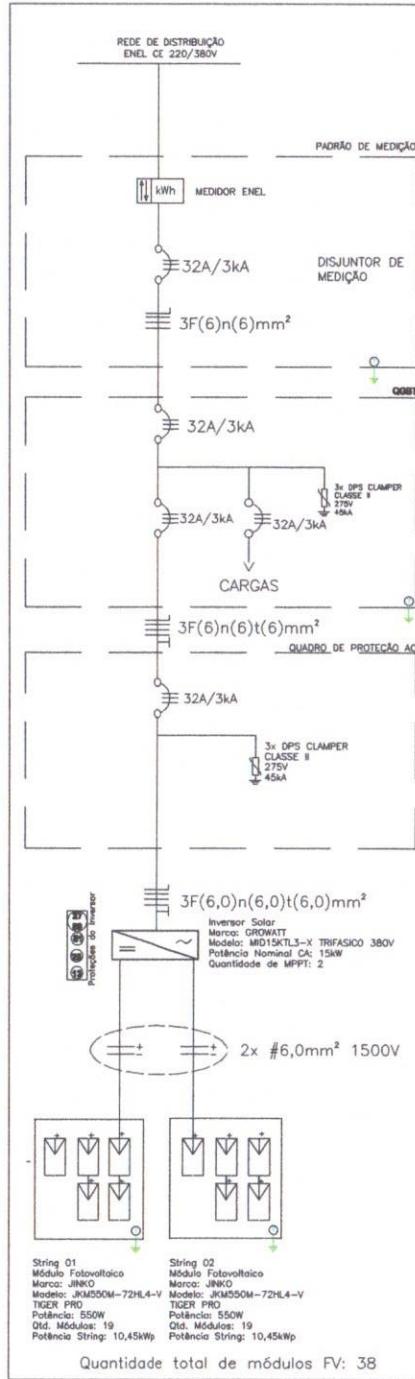 REDE DE DISTRIBUIÇÃO
ENEL CE 220/380V
PADRÃO DE MEDIÇÃO
kWh
MEDIDOR ENEL
32A/3kA
DISJUNTOR DE
MEDIÇÃO
3F(6)n(6)mm²
QGBT
32A/3kA
3x DPS CLAMPER
CLASSE II
275V
45kA
32A/3kA
32A/3kA
CARGAS
3F(6)n(6)t(6)mm²
QUADRO DE PROTEÇÃO AC
32A/3kA
3x DPS CLAMPER
CLASSE II
275V
45kA
3F(6,0)n(6,0)t(6,0)mm²
Proteções do Inversor
Inversor Solar
Marca: GROWATT
Modelo: MID15KTL3-X TRIFASICO 380V
Potência Nominal CA: 15kW
Quantidade de MPPT: 2
2x #6,0mm² 1500V
String 01
Módulo Fotovoltaico
Marca: JINKO
Modelo: JKM550M-72HL4-V
TIGER PRO
Potência: 550W
Qtd. Módulos: 19
Potência String: 10,45kWp
String 02
Módulo Fotovoltaico
Marca: JINKO
Modelo: JKM550M-72HL4-V
TIGER PRO
Potência: 550W
Qtd. Módulos: 19
Potência String: 10,45kWp
Quantidade total de módulos FV: 38